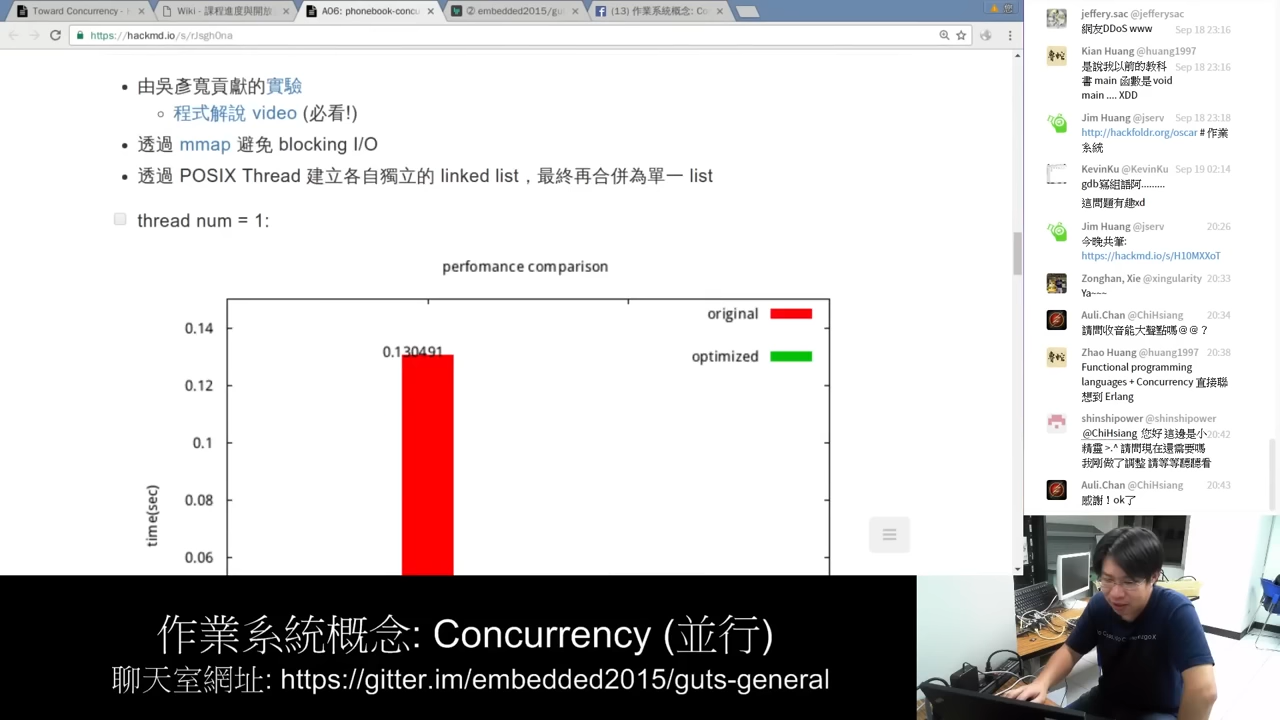 Toward Concurrency -
Wiki - 課程進度與開放
A06: phonebook-concu
② embedded2015/gut
(13) 作業系統概念: Co
https://hackmd.io/s/rJsgh0na
由吳彥寬貢獻的實驗
程式解說 video (必看!)
透過 mmap 避免 blocking I/O
透過 POSIX Thread 建立各自獨立的 linked list，最終再合併為單一 list
thread num = 1:
perfomance comparison
original
optimized
0.130491
0.14
0.12
0.1
0.08
0.06
time(sec)
jeffery.sac @jefferysac
網友DDoS www Sep 18 23:16
Kian Huang @huang1997
是說我以前的教科 Sep 18 23:16
書 main 函數是 void
main .... XDD
Jim Huang @jserv Sep 18 23:18
http://hackfoldr.org/oscar # 作業
系統
KevinKu @KevinKu Sep 19 02:14
gdb寫組語阿.........
這問題有趣xd
Jim Huang @jserv 20:26
今晚共筆:
https://hackmd.io/s/H10MXXoT
Zonghan, Xie @xingularity 20:33
Ya~~~
Auli.Chan @ChiHsiang 20:34
請問收音能大聲點嗎＠＠？
Zhao Huang @huang1997 20:38
Functional programming
languages + Concurrency 直接聯
想到 Erlang
shinshipower @shinshipower
@ChiHsiang 您好 這邊是小 20:42
精靈 >.^ 請問現在還需要嗎
我剛做了調整 請等等聽聽看
Auli.Chan @ChiHsiang 20:43
感謝！ok了
作業系統概念: Concurrency (並行)
聊天室網址: https://gitter.im/embedded2015/guts-general